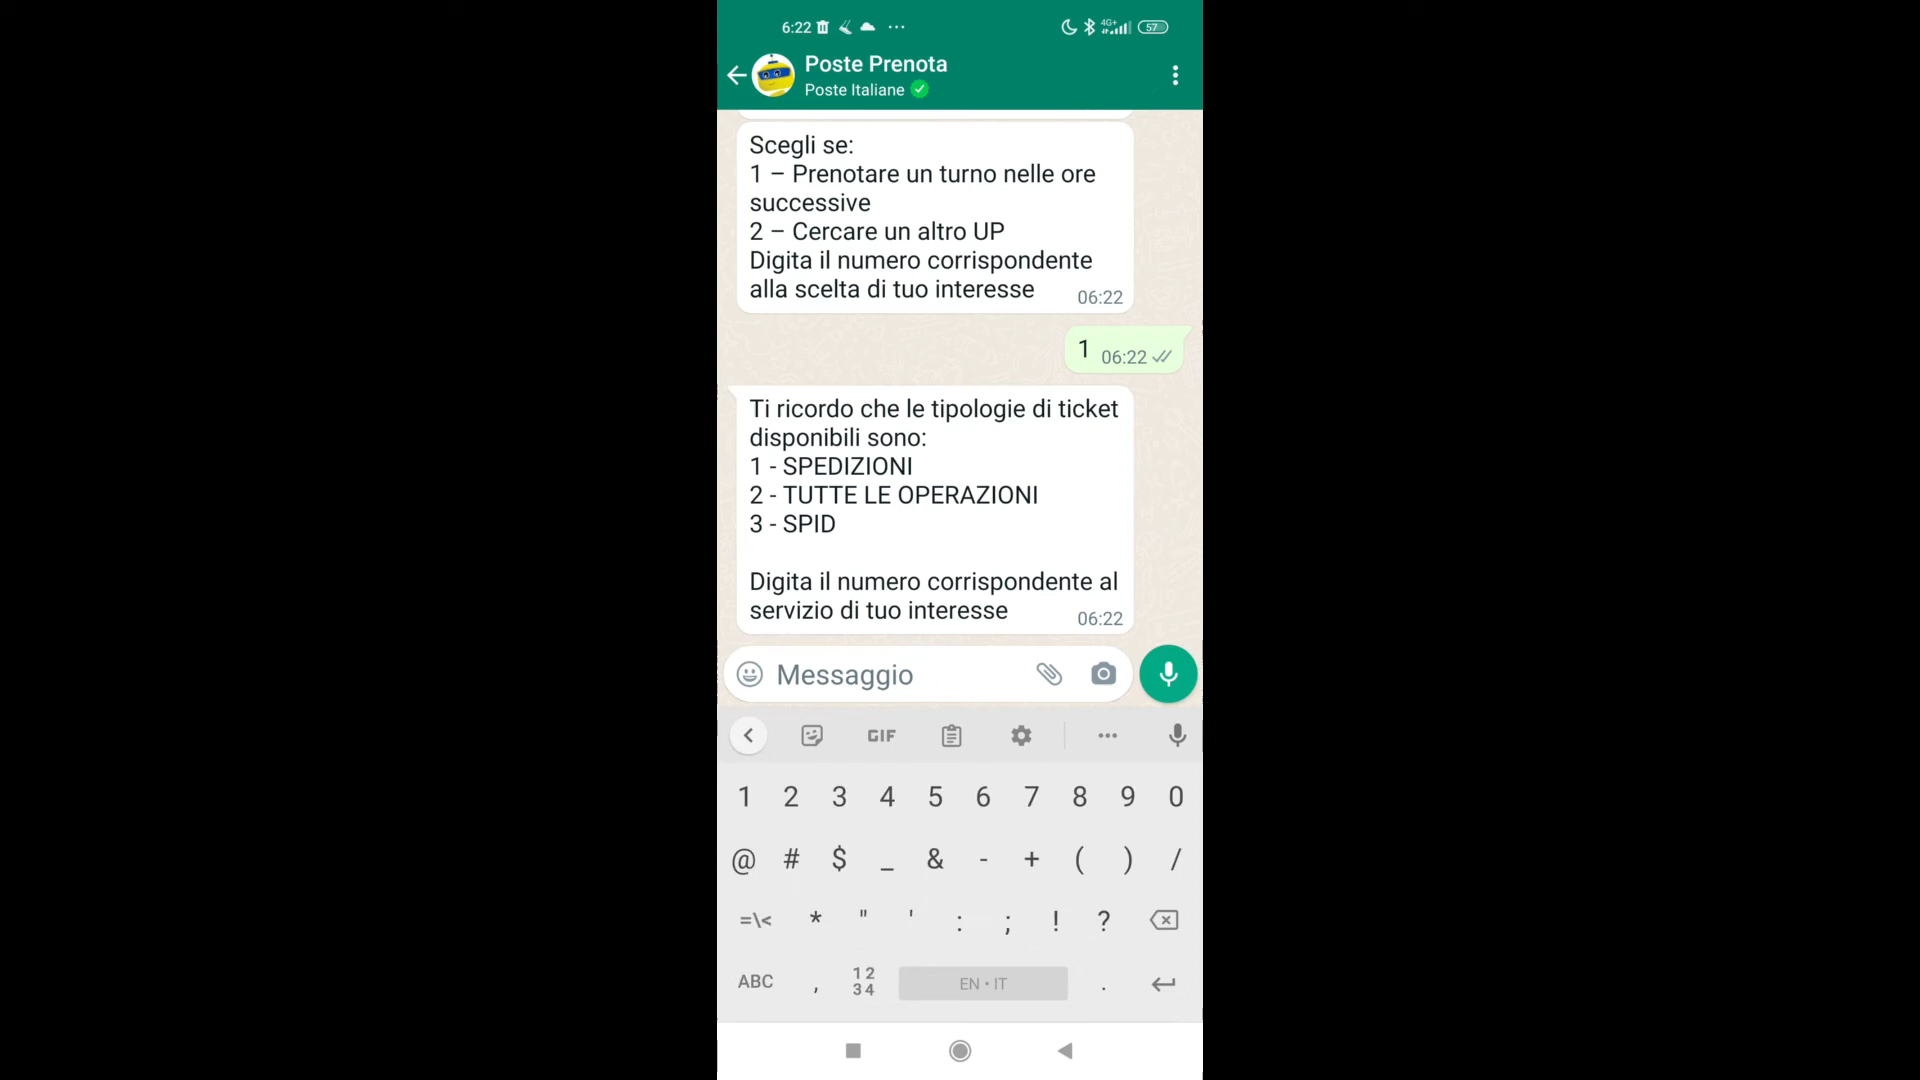 6:22
4G+
57
Poste Prenota
Poste Italiane
Scegli se:
1 – Prenotare un turno nelle ore
successive
2 – Cercare un altro UP
Digita il numero corrispondente
alla scelta di tuo interesse
06:22
1
06:22
Ti ricordo che le tipologie di ticket
disponibili sono:
1 - SPEDIZIONI
2 - TUTTE LE OPERAZIONI
3 - SPID
Digita il numero corrispondente al
servizio di tuo interesse
06:22
Messaggio
GIF
1 2 3 4 5 6 7 8 9 0
@ # $ _ & - + ( ) /
=\< * " ' : ; ! ?
ABC , 12 34 EN • IT .